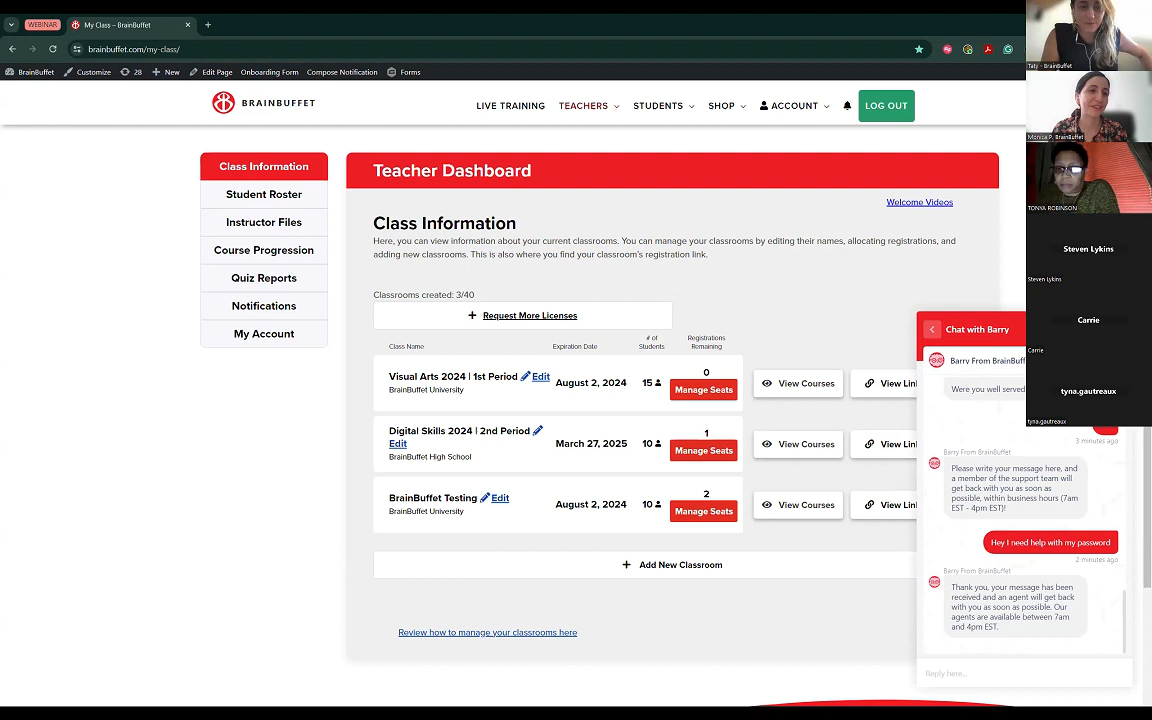 WEBINAR
My Class – BrainBuffet
brainbuffet.com/my-class/
BrainBuffet
Customize
28
New
Edit Page
Onboarding Form
Compose Notification
Forms
BRAINBUFFET
LIVE TRAINING
TEACHERS
STUDENTS
SHOP
ACCOUNT
LOG OUT
Class Information
Student Roster
Instructor Files
Course Progression
Quiz Reports
Notifications
My Account
Teacher Dashboard
Welcome Videos
Class Information
Here, you can view information about your current classrooms. You can manage your classrooms by editing their names, allocating registrations, and
adding new classrooms. This is also where you find your classroom's registration link.
Classrooms created: 3/40
+ Request More Licenses
Class Name
Expiration Date
# of
Students
Registrations
Remaining
Visual Arts 2024 | 1st Period Edit
BrainBuffet University
August 2, 2024
15
0
Manage Seats
View Courses
View Lin
Digital Skills 2024 | 2nd Period
Edit
BrainBuffet High School
March 27, 2025
10
1
Manage Seats
View Courses
View Lin
BrainBuffet Testing Edit
BrainBuffet University
August 2, 2024
10
2
Manage Seats
View Courses
View Lin
+ Add New Classroom
Review how to manage your classrooms here
Taty - BrainBuffet
Monica P. BrainBuffet
TONYA ROBINSON
Steven Lykins
Steven Lykins
Carrie
Carrie
tyna.gautreaux
tyna.gautreaux
Chat with Barry
Barry From BrainBuff
Were you well served
3 minutes ago
Barry From BrainBuffet
Please write your message here, and
a member of the support team will
get back with you as soon as
possible, within business hours (7am
EST - 4pm EST)!
Hey I need help with my password
2 minutes ago
Barry From BrainBuffet
Thank you, your message has been
received and an agent will get back
with you as soon as possible. Our
agents are available between 7am
and 4pm EST.
Reply here...